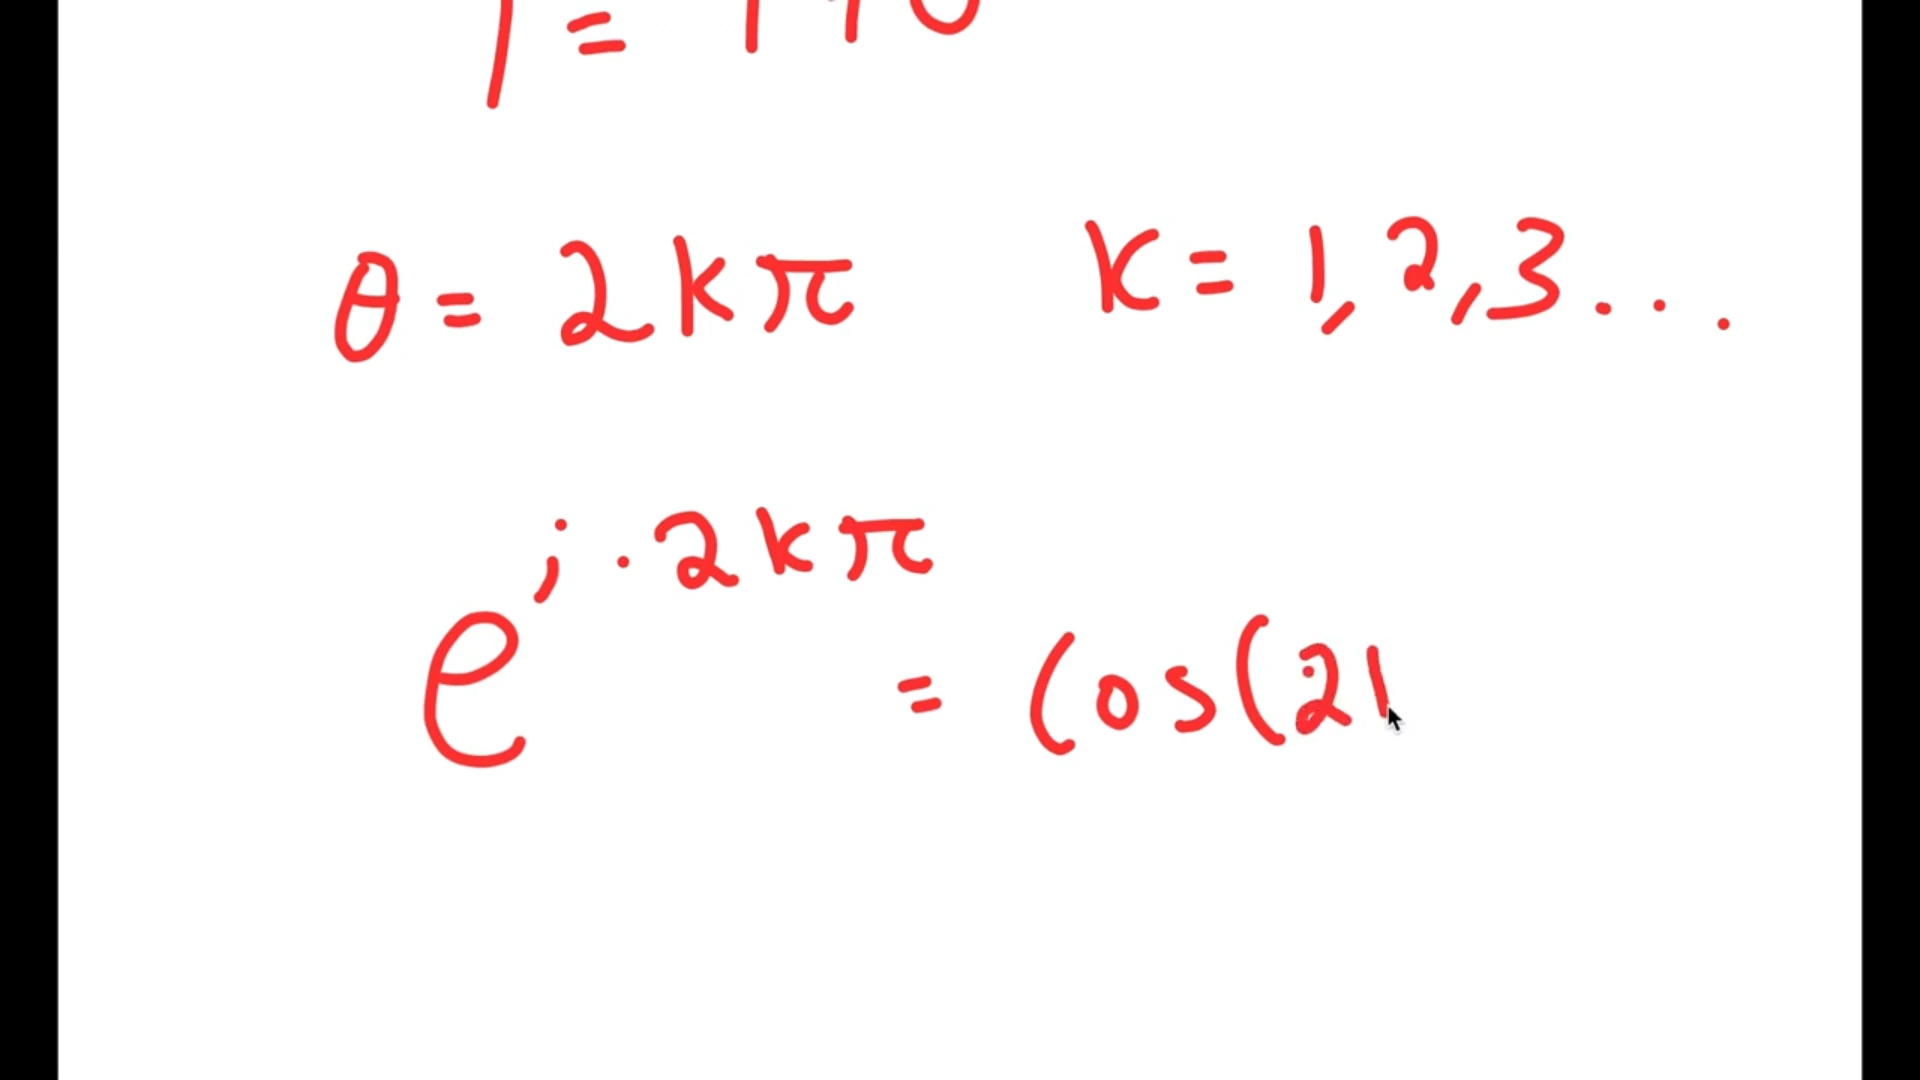 θ = 2kπ k = 1, 2, 3 . . .
e^{i · 2kπ} = Cos(2